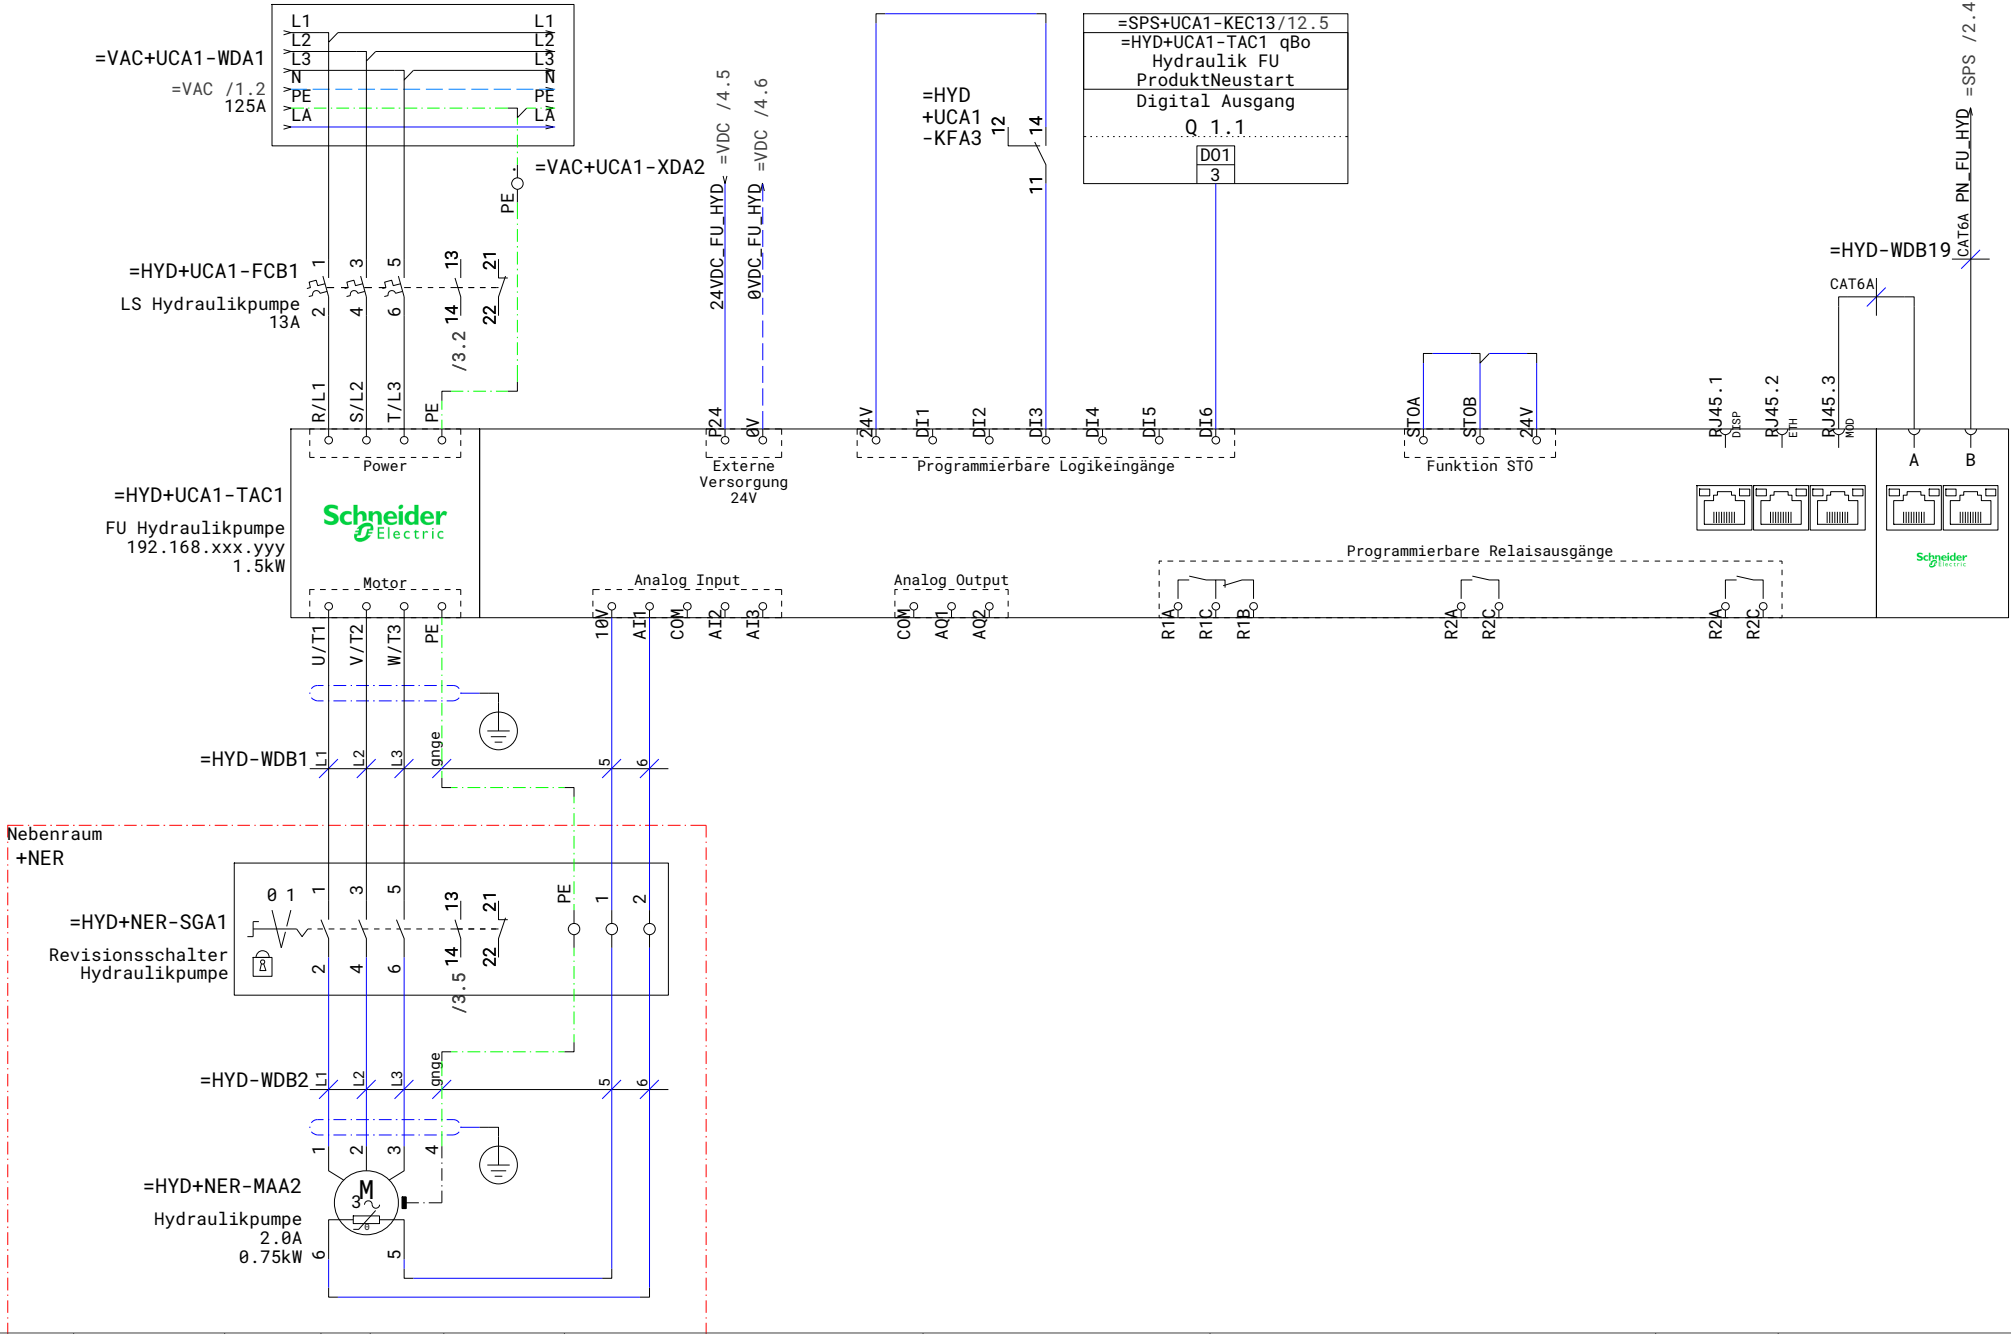 L1 L1
L2 L2
L3 L3
N N
PE PE
LA LA
=VAC+UCA1-WDA1
=VAC /1.2
125A
=VAC+UCA1-XDA2
PE
=HYD+UCA1-FCB1
LS Hydraulikpumpe
13A
1 3 5 13 21
2 4 6 14 22
/3.2
R/L1 S/L2 T/L3 PE
Power
24VDC_FU_HYD =VDC /4.5
0VDC_FU_HYD =VDC /4.6
P24 0V
Externe
Versorgung
24V
=HYD
+UCA1
-KFA3
12 14
11
=SPS+UCA1-KEC13/12.5
=HYD+UCA1-TAC1 qBo
Hydraulik FU
ProduktNeustart
Digital Ausgang
Q 1.1
DO1
3
24V DI1 DI2 DI3 DI4 DI5 DI6
Programmierbare Logikeingänge
STOA STOB 24V
Funktion STO
=HYD-WDB19
CAT6A
CAT6A
PN_FU_HYD =SPS /2.4
RJ45.1 DISP
RJ45.2 ETH
RJ45.3 MOD
A B
=HYD+UCA1-TAC1
FU Hydraulikpumpe
192.168.xxx.yyy
1.5kW
Schneider
Electric
Schneider
Electric
Motor
U/T1 V/T2 W/T3 PE
Analog Input
10V AI1 COM AI2 AI3
Analog Output
COM AQ1 AQ2
Programmierbare Relaisausgänge
R1A R1C R1B
R2A R2C
R2A R2C
=HYD-WDB1
L1 L2 L3 gnge 5 6
Nebenraum
+NER
=HYD+NER-SGA1
Revisionsschalter
Hydraulikpumpe
0 1
1 3 5 13 21 PE 1 2
2 4 6 14 22
/3.5
=HYD-WDB2
L1 L2 L3 gnge 5 6
1 2 3 4
=HYD+NER-MAA2
Hydraulikpumpe
2.0A
0.75kW
M
3
6 5